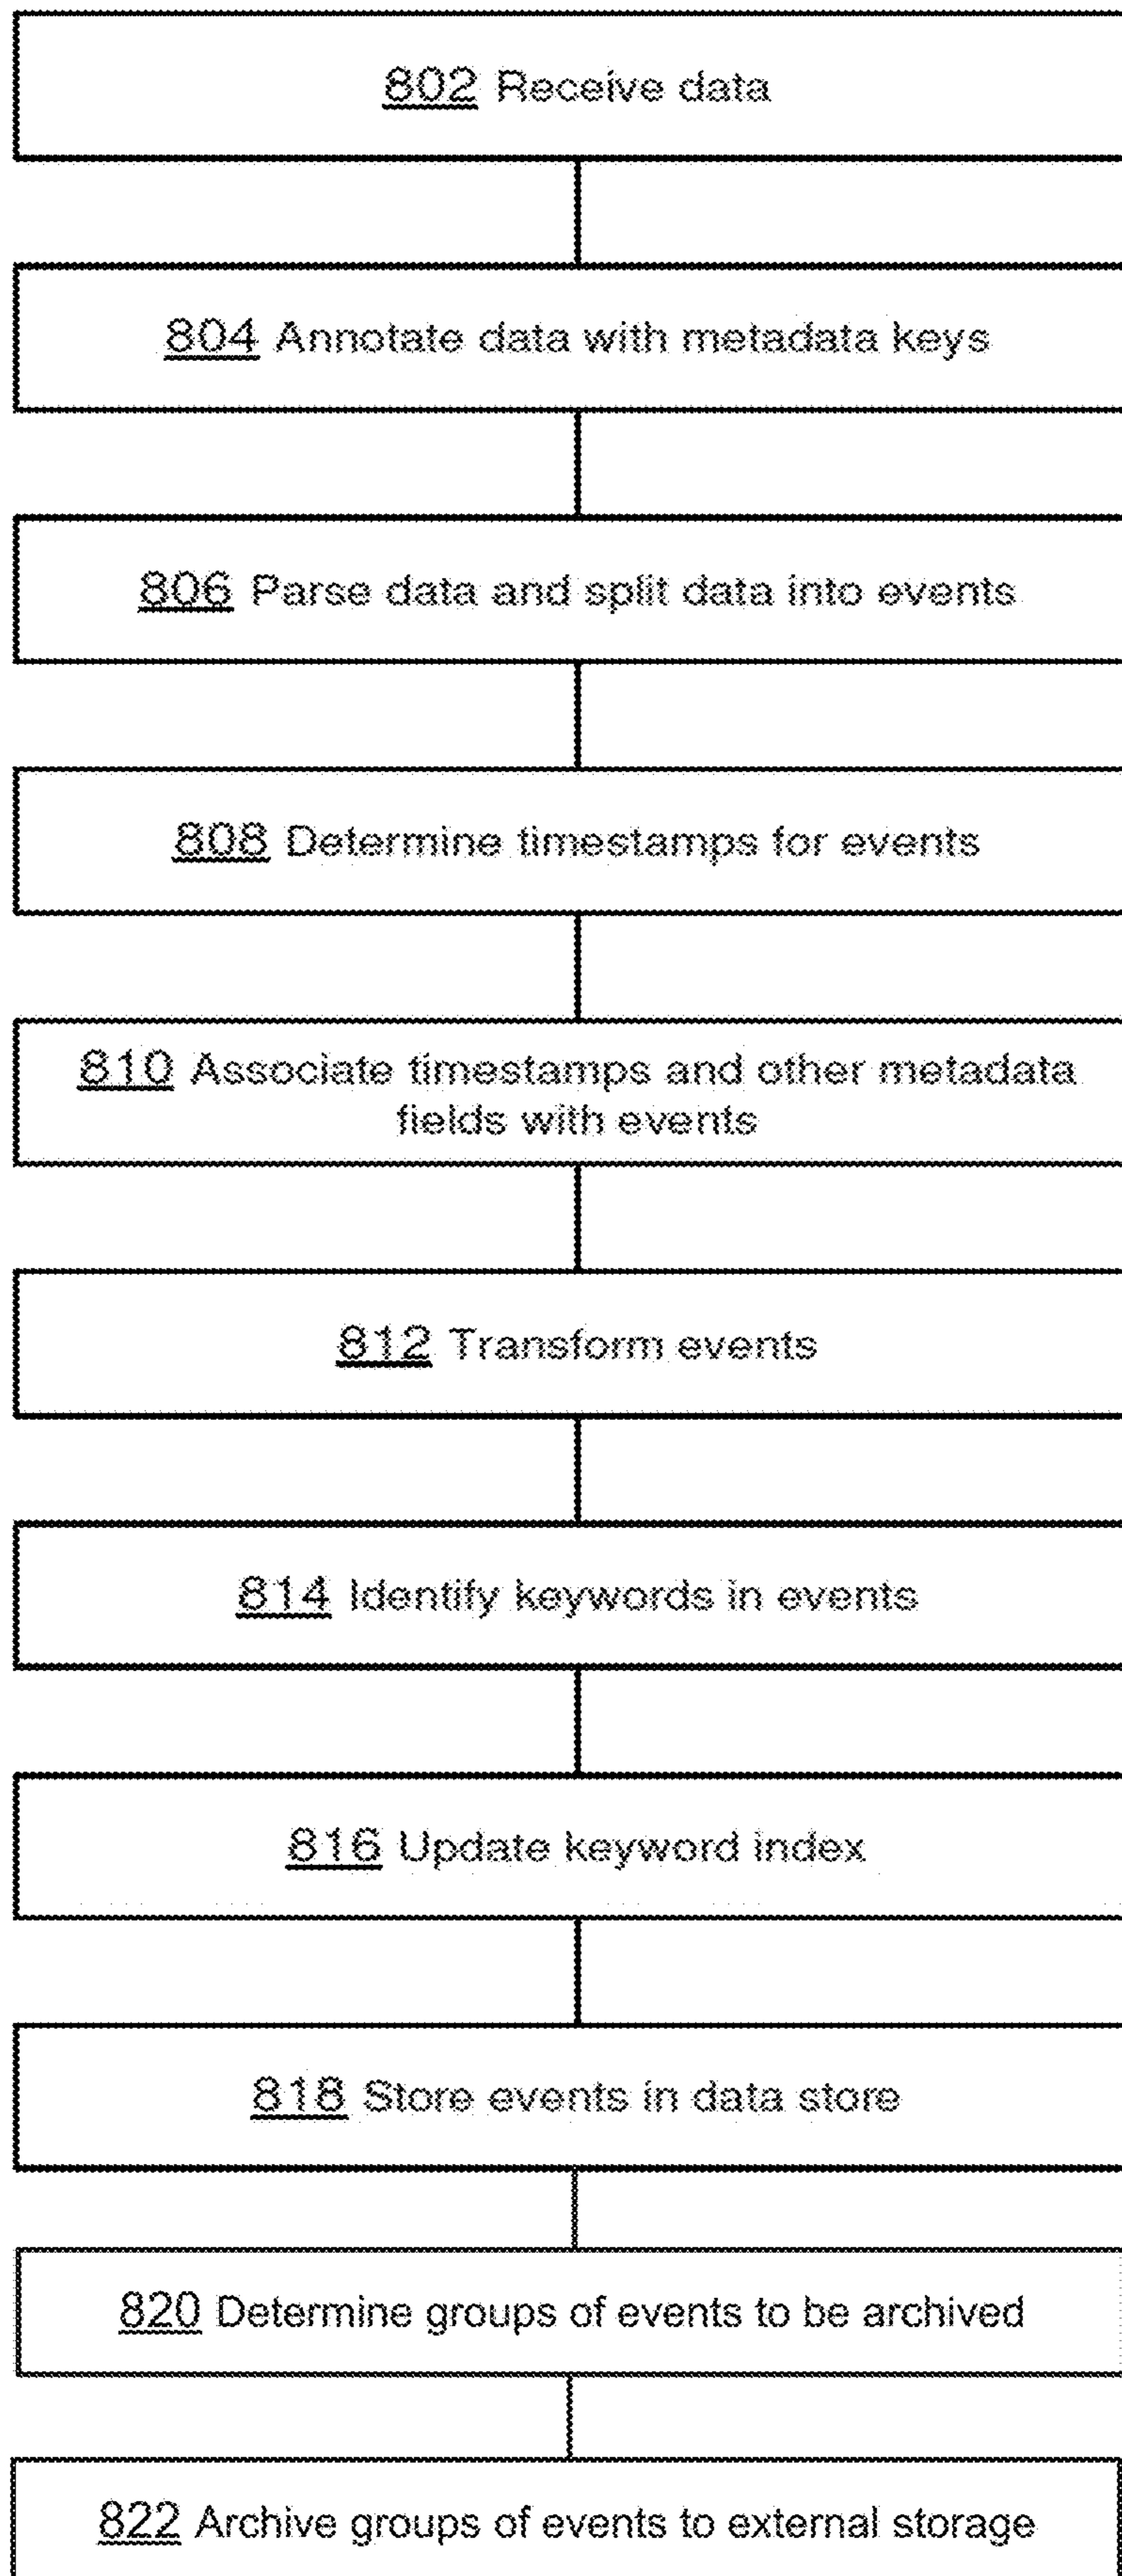 802 Receive data
804 Annotate data with metadata keys
806 Parse data and split data into events
808 Determine timestamps for events
810 Associate timestamps and other metadata
fields with events
812 Transform events
814 Identify keywords in events
816 Update keyword index
818 Store events in data store
820 Determine groups of events to be archived
822 Archive groups of events to external storage